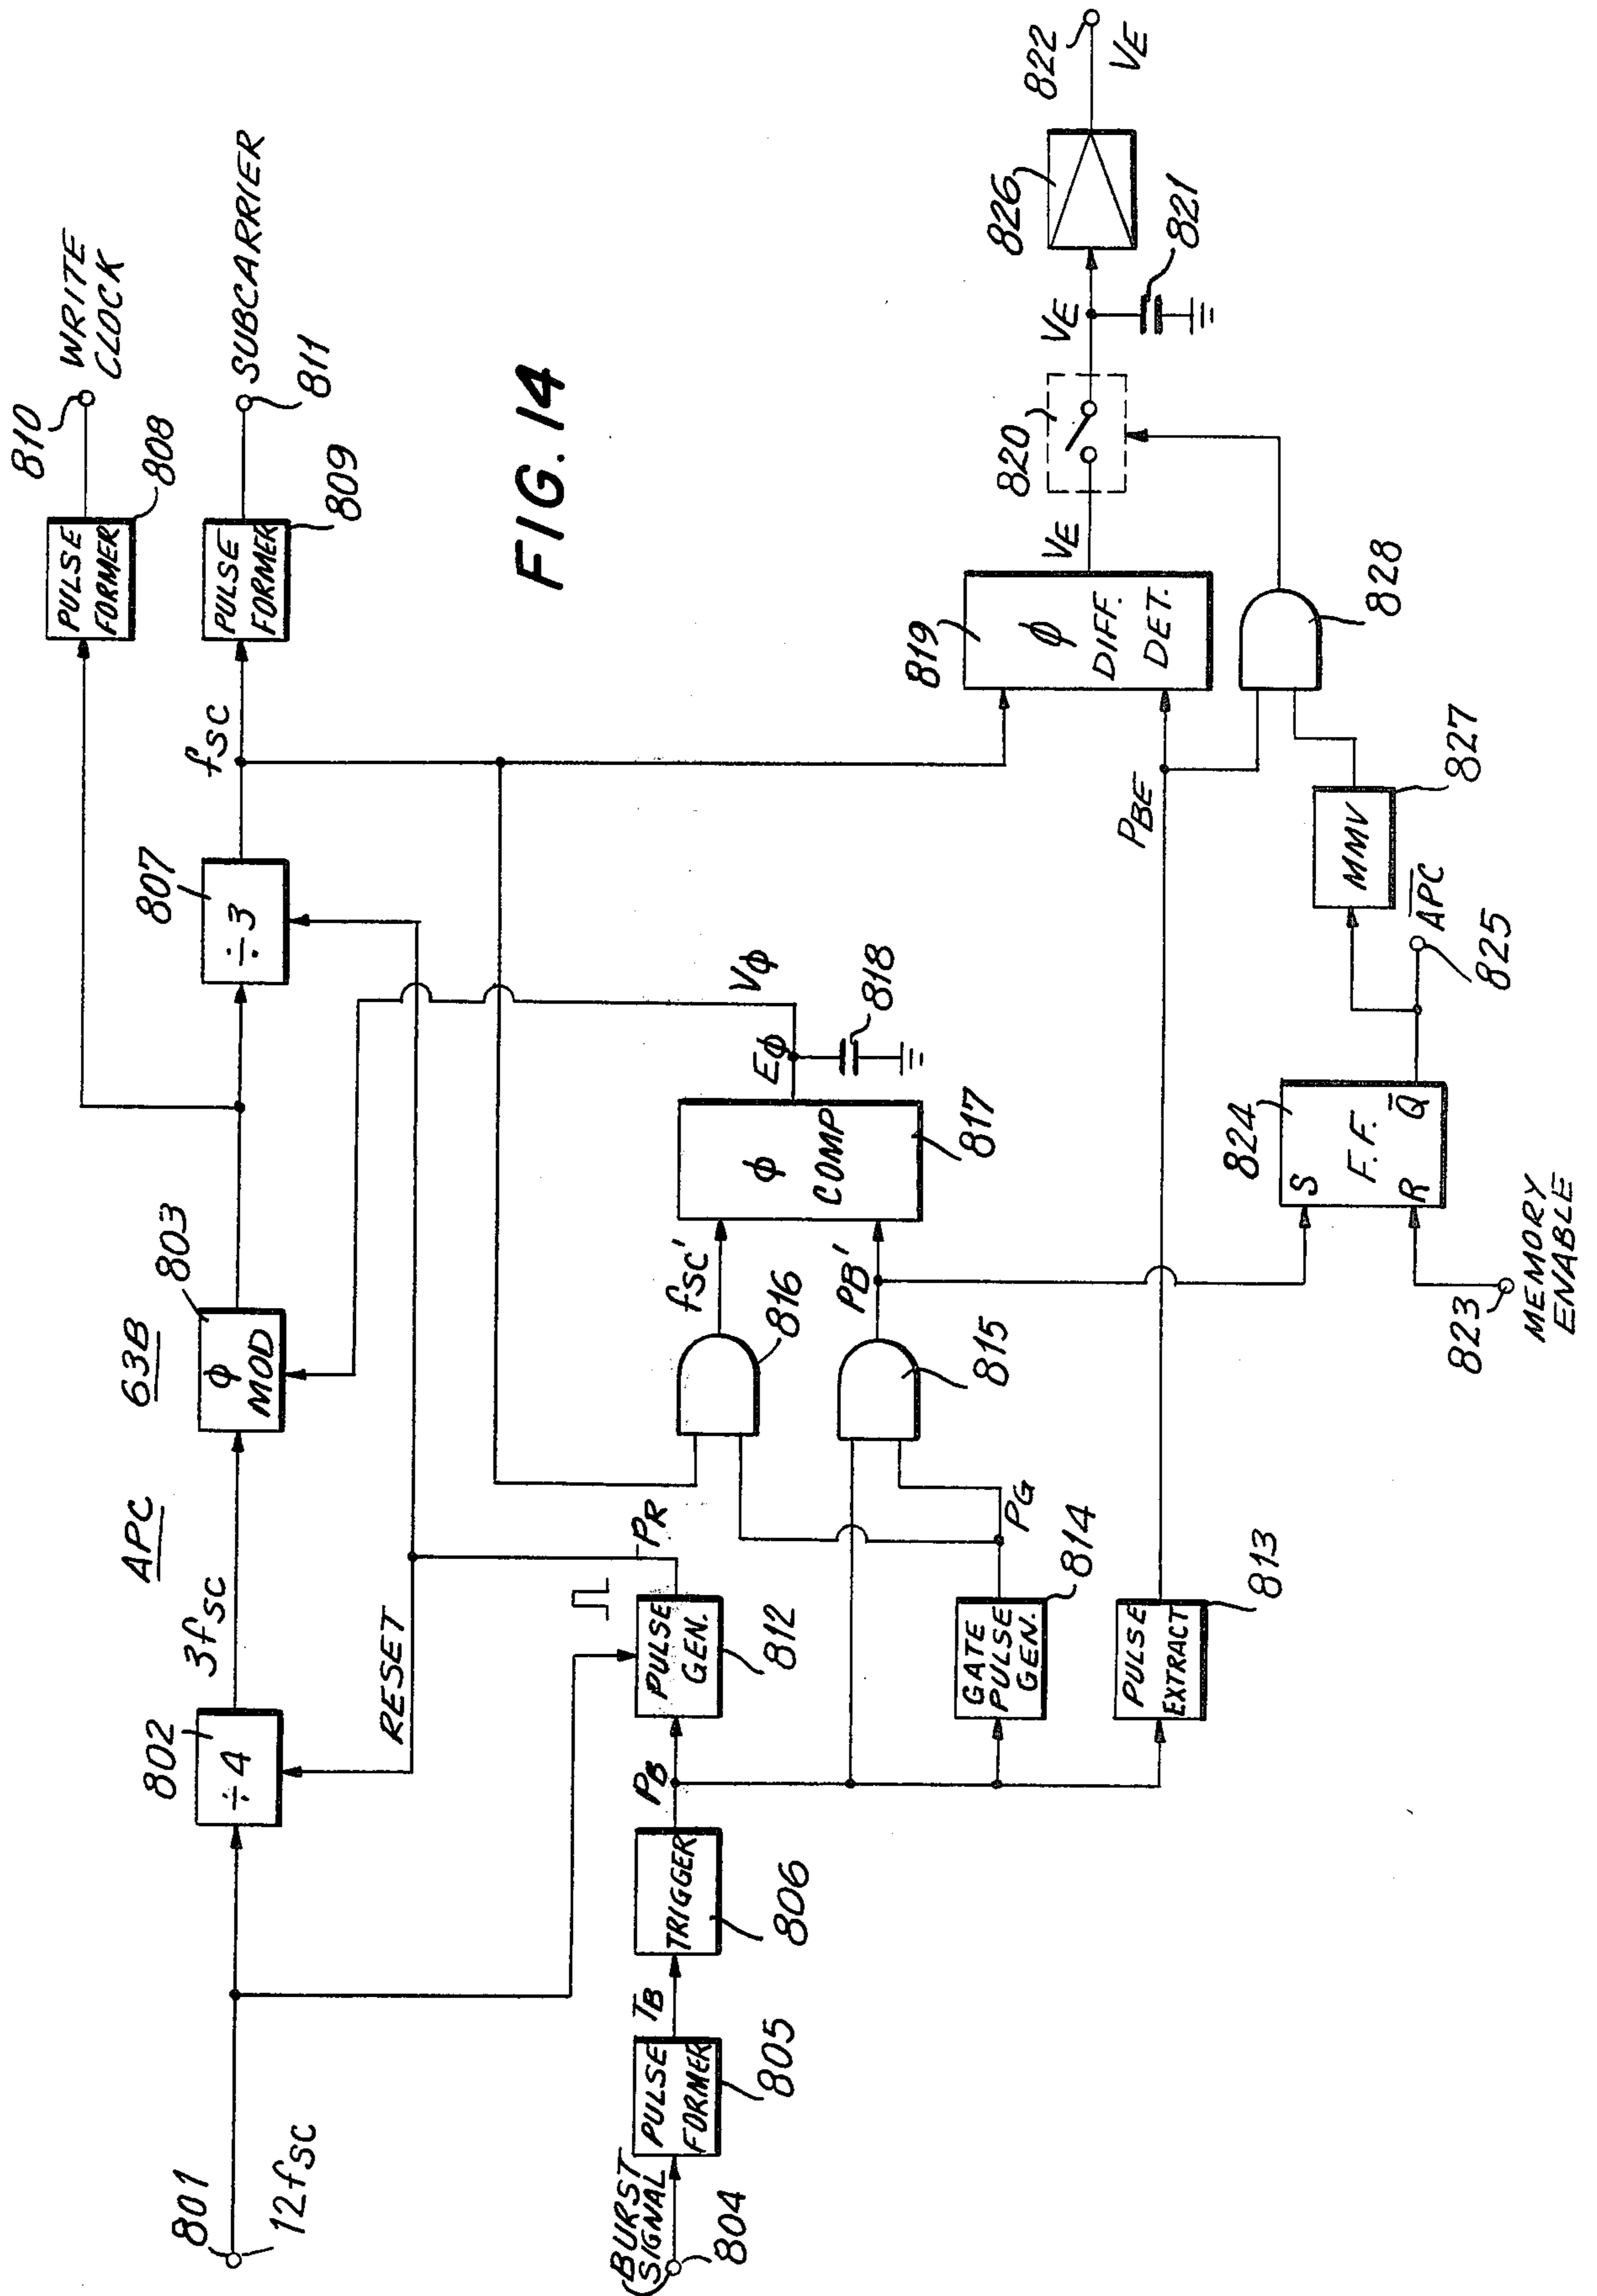 801
12fSC
802
÷4
3fSC
APC
63B
803
φ
MOD
807
÷3
fSC
PULSE
FORMER
808
810
WRITE
CLOCK
PULSE
FORMER
809
811
SUBCARRIER
RESET
BURST
SIGNAL
804
PULSE
FORMER
805
TB
TRIGGER
806
PB
PULSE
GEN.
812
PR
GATE
PULSE
GEN.
814
PG
PULSE
EXTRACT
813
816
fSC'
815
PB'
φ
COMP
817
Eφ
Vφ
818
FIG. 14
PBE
819
φ
DIFF.
DET.
VE
820
VE
821
826
822
VE
823
MEMORY
ENABLE
824
S
F.F.
R
Q̅
825
A̅P̅C̅
MMV
827
828